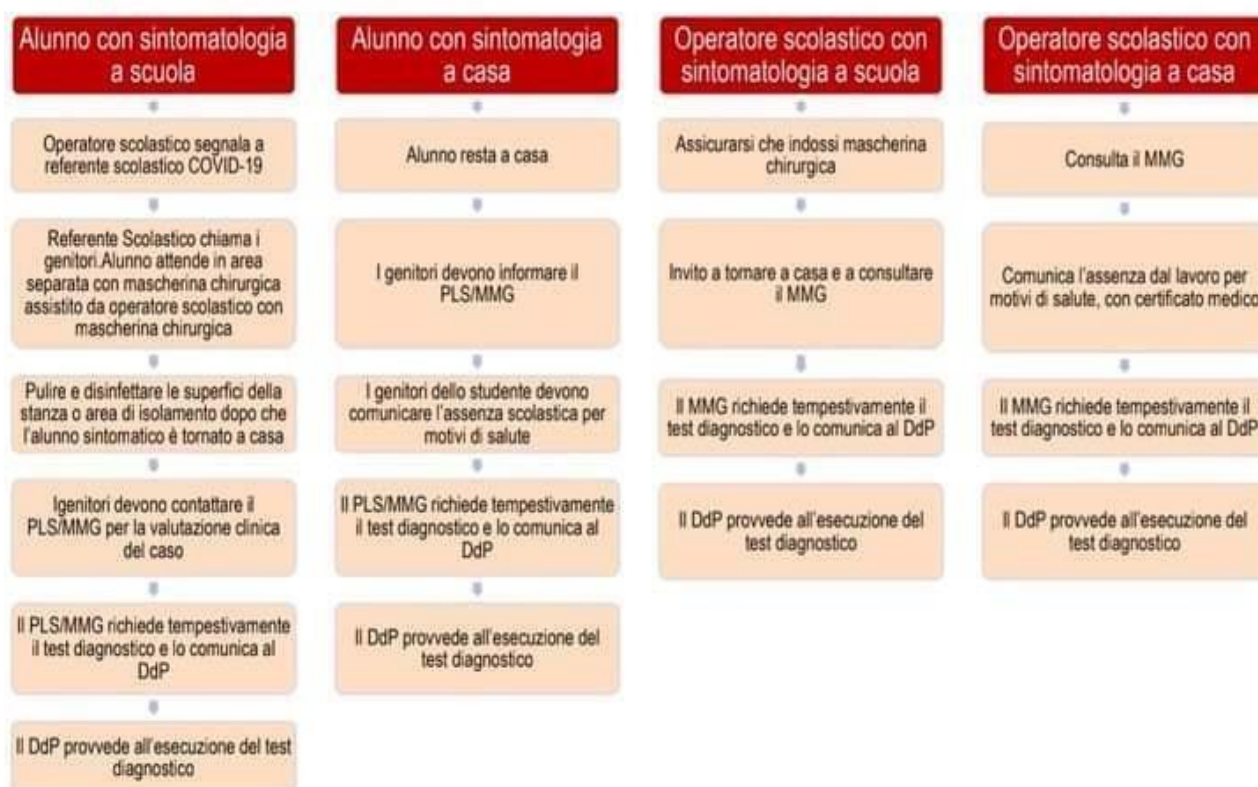 Alunno con sintomatologia
a scuola
Operatore scolastico segnala a
referente scolastico COVID-19
Referente Scolastico chiama i
genitori.Alunno attende in area
separata con mascherina chirurgica
assistito da operatore scolastico con
mascherina chirurgica
Pulire e disinfettare le superfici della
stanza o area di isolamento dopo che
l'alunno sintomatico è tornato a casa
Igenitori devono contattare il
PLS/MMG per la valutazione clinica
del caso
Il PLS/MMG richiede tempestivamente
il test diagnostico e lo comunica al
DdP
Il DdP provvede all'esecuzione del test
diagnostico
Alunno con sintomatogia
a casa
Alunno resta a casa
I genitori devono informare il
PLS/MMG
I genitori dello studente devono
comunicare l'assenza scolastica per
motivi di salute
Il PLS/MMG richiede tempestivamente
il test diagnostico e lo comunica al
DdP
Il DdP provvede all'esecuzione del
test diagnostico
Operatore scolastico con
sintomatologia a scuola
Assicurarsi che indossi mascherina
chirurgica
Invito a tornare a casa e a consultare
il MMG
Il MMG richiede tempestivamente il
test diagnostico e lo comunica al DdP
Il DdP provvede all'esecuzione del
test diagnostico
Operatore scolastico con
sintomatologia a casa
Consulta il MMG
Comunica l'assenza dal lavoro per
motivi di salute, con certificato medico
Il MMG richiede tempestivamente il
test diagnostico e lo comunica al DdP
Il DdP provvede all'esecuzione del
test diagnostico